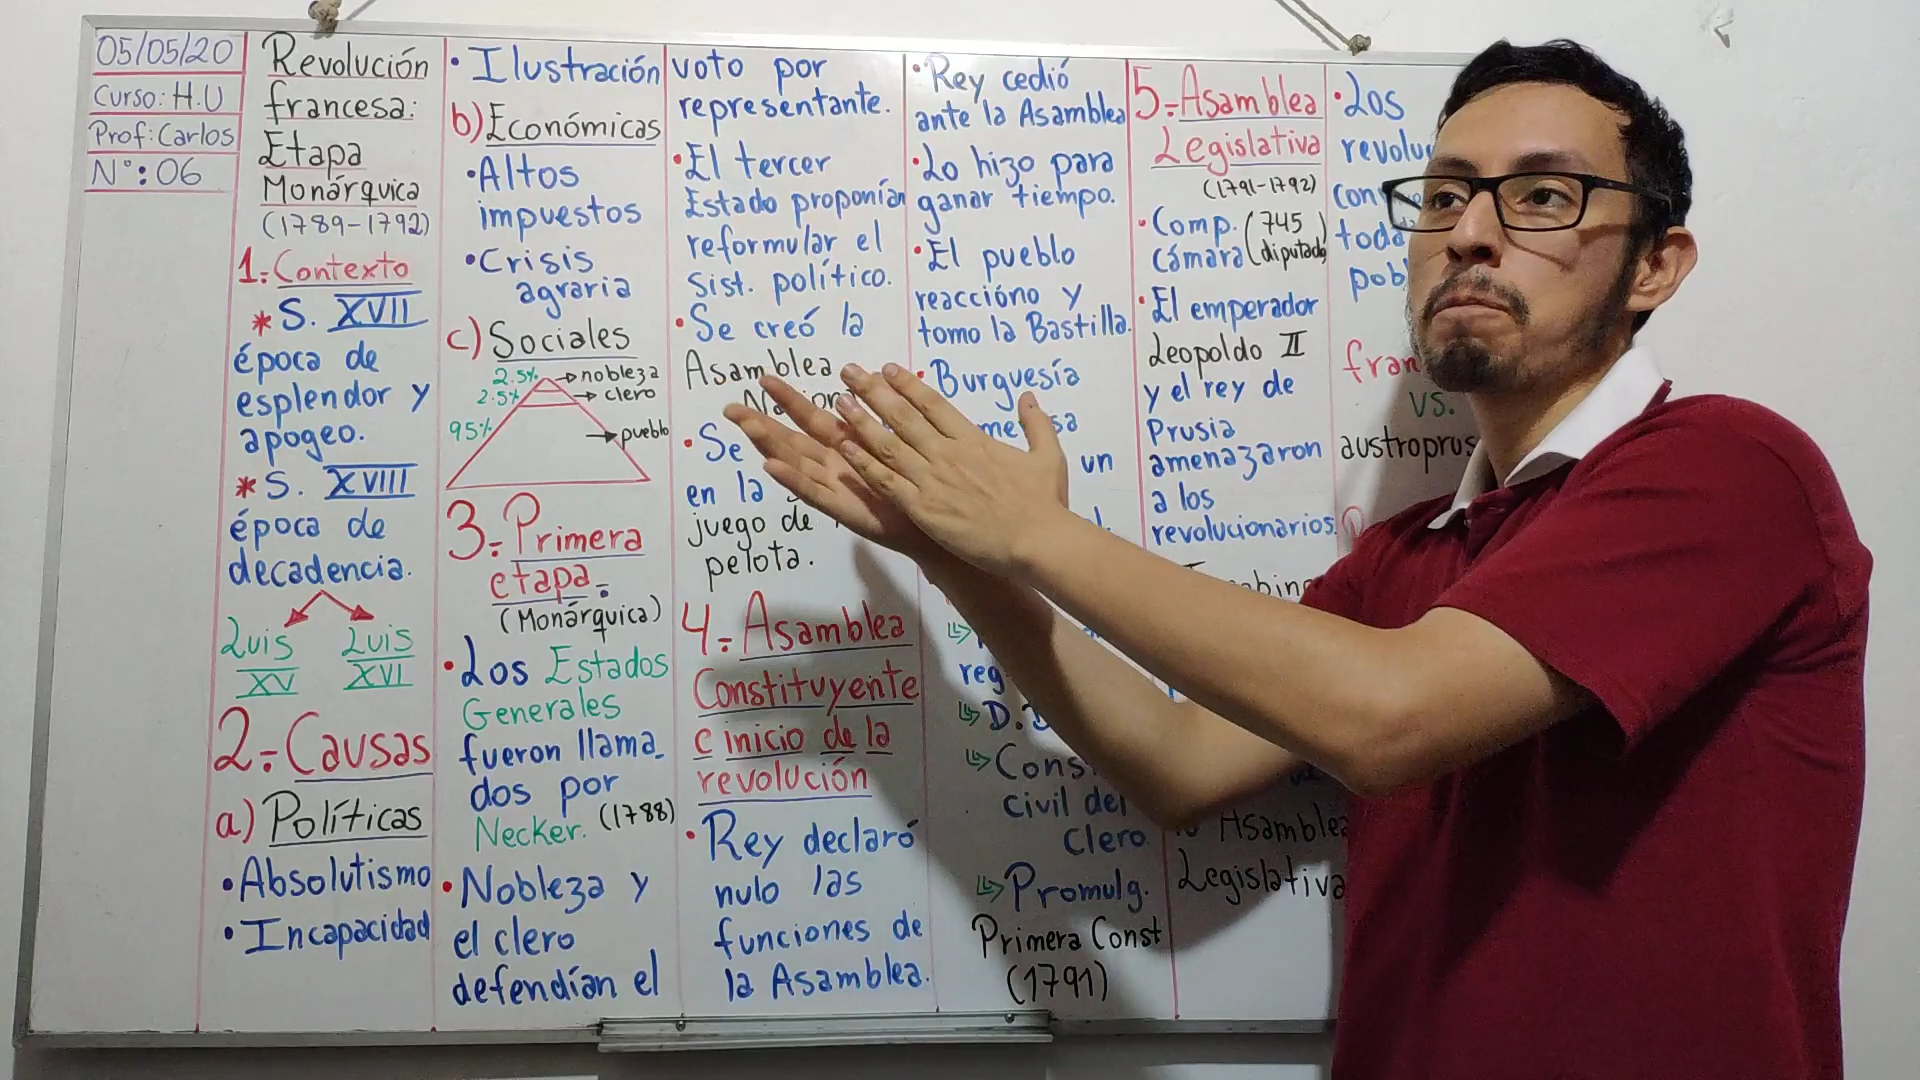 05/05/20
Curso: H.U
Prof: Carlos
N°: 06
Revolución
francesa:
Etapa
Monárquica
(1789-1792)
1.- Contexto
* S. XVII
época de
esplendor y
apogeo.
* S. XVIII
época de
decadencia.
Luis Luis
XV XVI
2.- Causas
a) Políticas
• Absolutismo
• Incapacidad
• Ilustración
b) Económicas
• Altos
impuestos
• Crisis
agraria
c) Sociales
2.5% → nobleza
2.5% → clero
95% → pueblo
3.- Primera
etapa.-
(Monárquica)
• Los Estados
Generales
fueron llama-
dos por
Necker. (1788)
• Nobleza y
el clero
defendían el
voto por
representante.
• El tercer
Estado proponían
reformular el
sist. político.
• Se creó la
Asamblea
• Se
en la
juego de
pelota.
4.- Asamblea
Constituyente
e inicio de la
revolución
• Rey declaró
nulo las
funciones de
la Asamblea.
• Rey cedió
ante la Asamblea
• Lo hizo para
ganar tiempo.
• El pueblo
reaccióno y
tomo la Bastilla.
• Burguesía
un
reg
D.
Cons
Civil del
Clero
Promulg.
Primera Const
(1791)
5.- Asamblea
Legislativa
(1791-1792)
• Comp. (745
cámara (diputado
• El emperador
Leopoldo II
y el rey de
Prusia
amenazaron
a los
revolucionarios.
Asamblea
Legislativa
• Los
revoluc
con
toda
pob
fran
vs.
austroprus